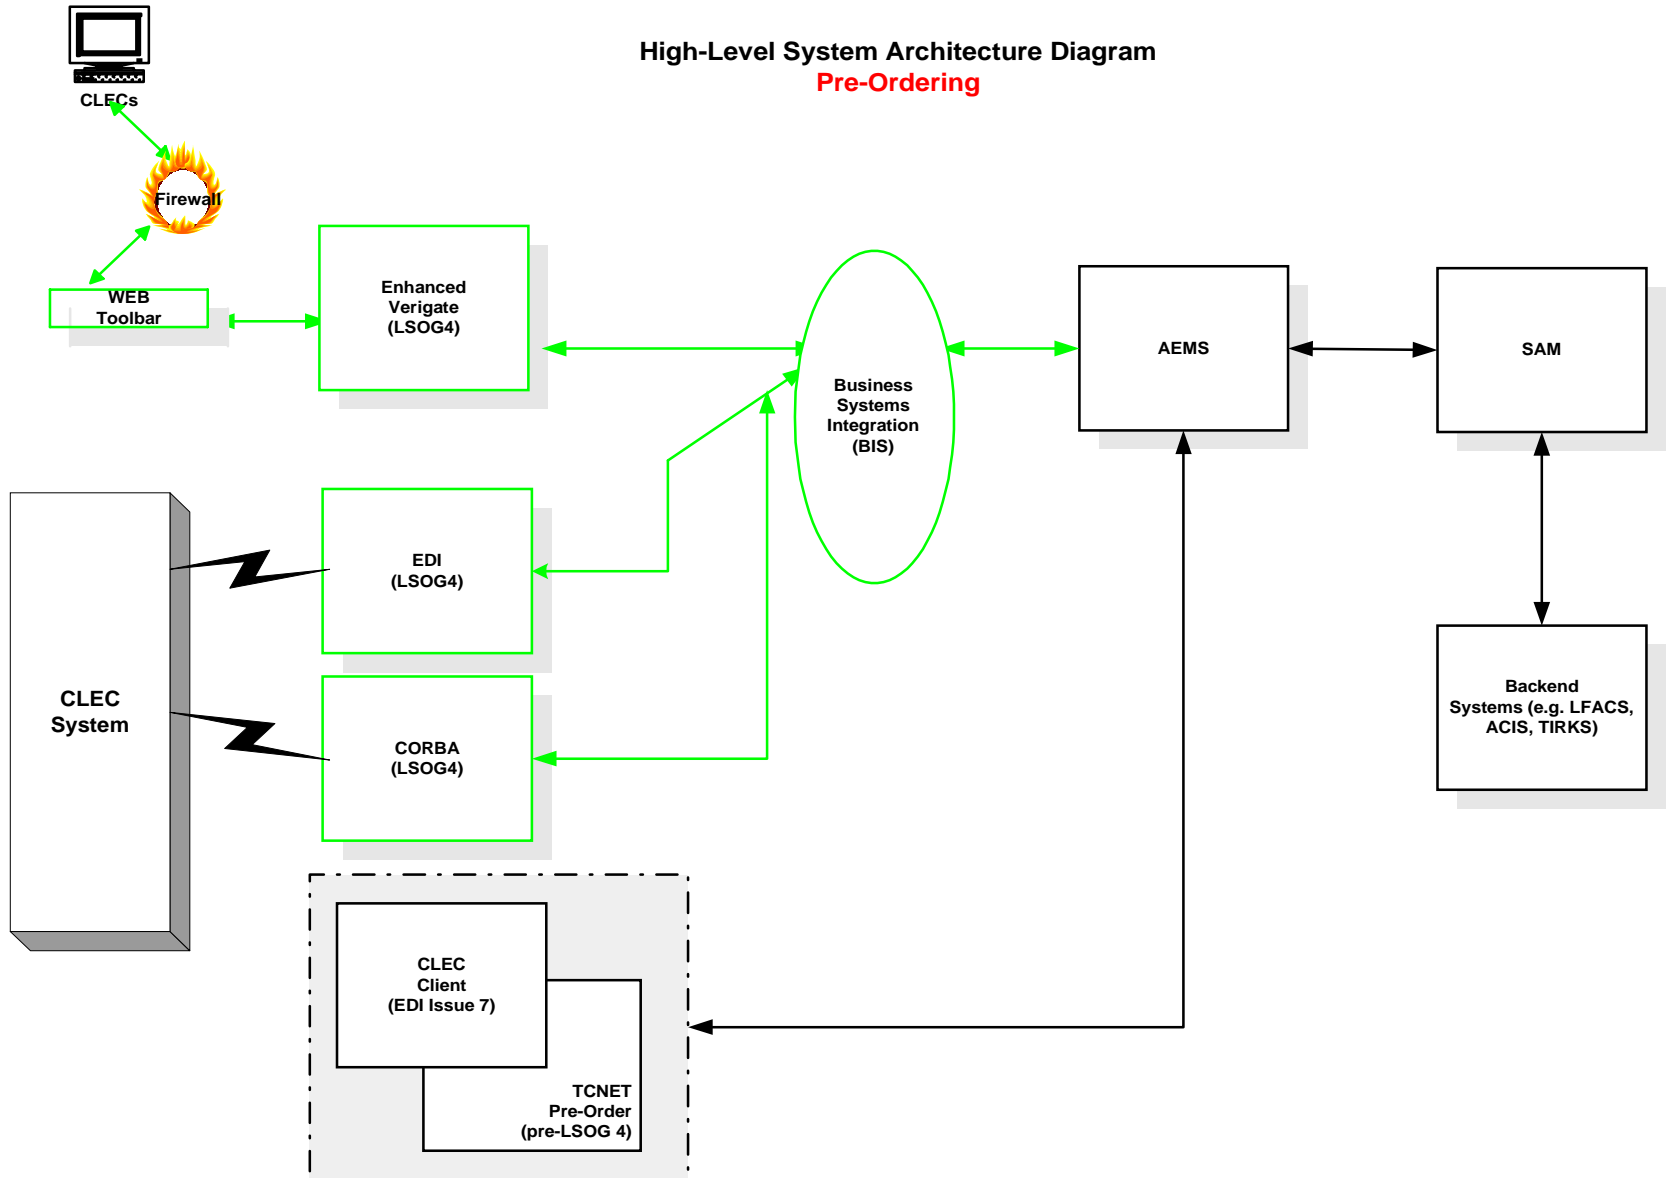 High-Level System Architecture Diagram
Pre-Ordering
CLECs
Firewall
WEB
Toolbar
Enhanced
Verigate
(LSOG4)
Business
Systems
Integration
(BIS)
AEMS
SAM
EDI
(LSOG4)
CLEC
System
CORBA
(LSOG4)
Backend
Systems (e.g. LFACS,
ACIS, TIRKS)
CLEC
Client
(EDI Issue 7)
TCNET
Pre-Order
(pre-LSOG 4)